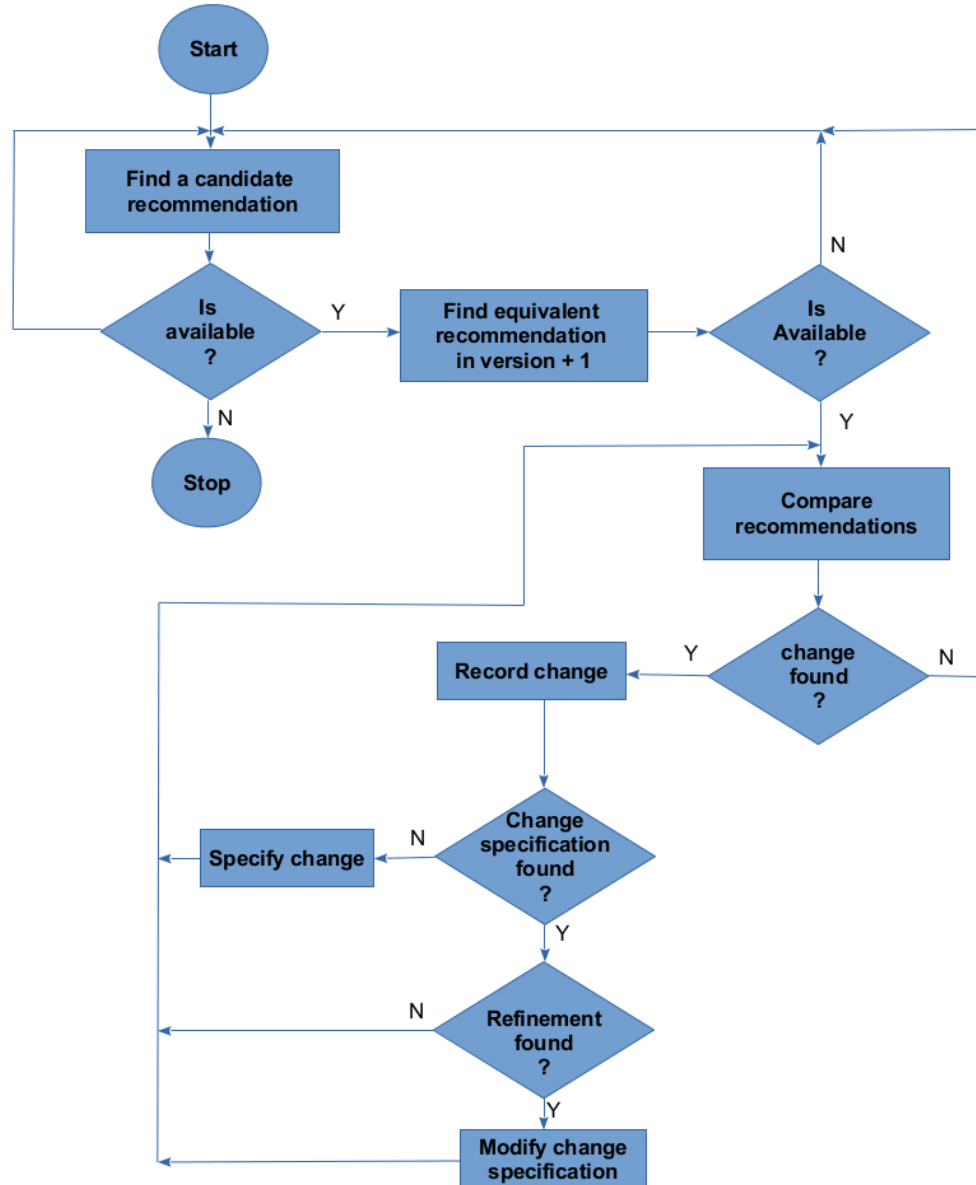 Start
Find a candidate
recommendation
Is
available
?
Y
N
Stop
Find equivalent
recommendation
in version + 1
Is
Available
?
N
Y
Compare
recommendations
change
found
?
N
Y
Record change
Change
specification
found
?
N
Specify change
Y
Refinement
found
?
N
Y
Modify change
specification